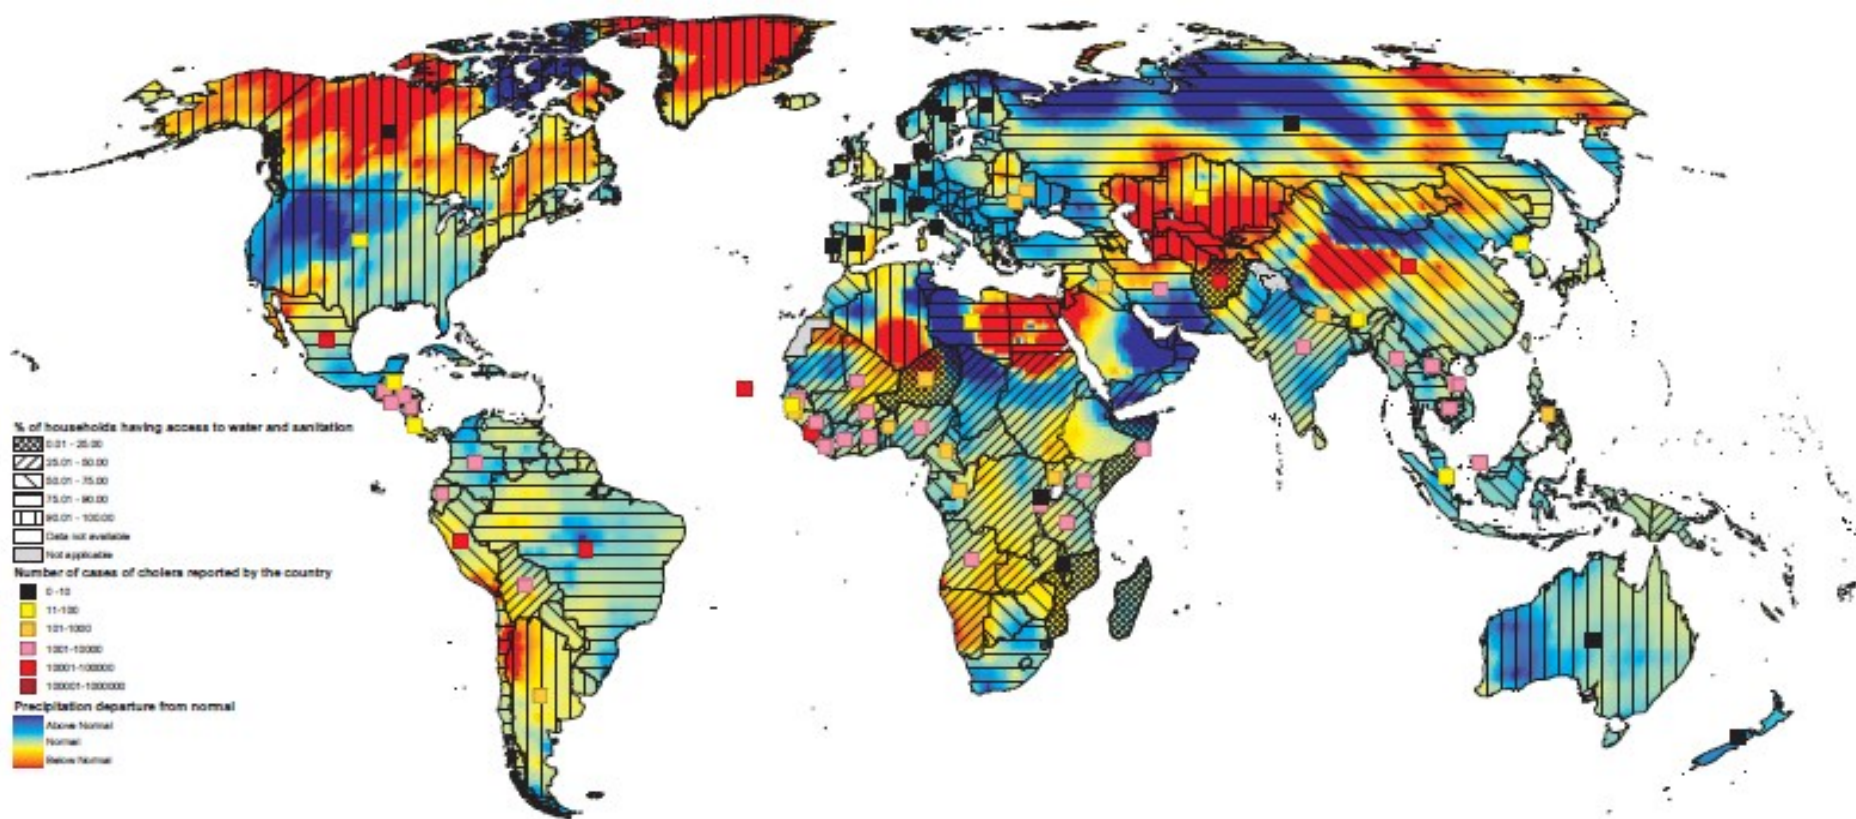 % of households having access to water and sanitation
0.01 - 25.00
25.01 - 50.00
50.01 - 75.00
75.01 - 90.00
90.01 - 100.00
Data not available
Not applicable
Number of cases of cholera reported by the country
0 -10
11-100
101-1000
1001-10000
10001-100000
100001-1000000
Precipitation departure from normal
Above Normal
Normal
Below Normal